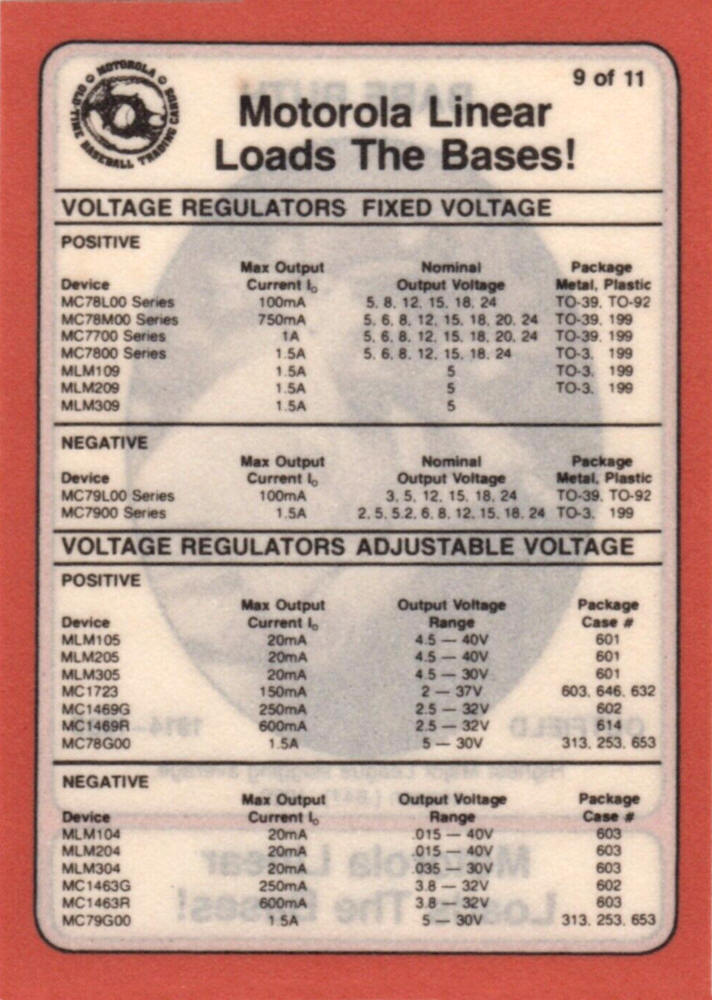 MOTOROLA OLD TIME BASEBALL TRADING CARDS
9 of 11
Motorola Linear
Loads The Bases!
VOLTAGE REGULATORS FIXED VOLTAGE
POSITIVE
Max Output Nominal Package
Device Current Io Output Voltage Metal, Plastic
MC78L00 Series 100mA 5, 8, 12, 15, 18, 24 TO-39, TO-92
MC78M00 Series 750mA 5, 6, 8, 12, 15, 18, 20, 24 TO-39, 199
MC7700 Series 1A 5, 6, 8, 12, 15, 18, 20, 24 TO-39, 199
MC7800 Series 1.5A 5, 6, 8, 12, 15, 18, 24 TO-3, 199
MLM109 1.5A 5 TO-3, 199
MLM209 1.5A 5 TO-3, 199
MLM309 1.5A 5
NEGATIVE
Max Output Nominal Package
Device Current Io Output Voltage Metal, Plastic
MC79L00 Series 100mA 3, 5, 12, 15, 18, 24 TO-39, TO-92
MC7900 Series 1.5A 2, 5, 5.2, 6, 8, 12, 15, 18, 24 TO-3, 199
VOLTAGE REGULATORS ADJUSTABLE VOLTAGE
POSITIVE
Max Output Output Voltage Package
Device Current Io Range Case #
MLM105 20mA 4.5 — 40V 601
MLM205 20mA 4.5 — 40V 601
MLM305 20mA 4.5 — 30V 601
MC1723 150mA 2 — 37V 603, 646, 632
MC1469G 250mA 2.5 — 32V 602
MC1469R 600mA 2.5 — 32V 614
MC78G00 1.5A 5 — 30V 313, 253, 653
NEGATIVE
Max Output Output Voltage Package
Device Current Io Range Case #
MLM104 20mA .015 — 40V 603
MLM204 20mA .015 — 40V 603
MLM304 20mA .035 — 30V 603
MC1463G 250mA 3.8 — 32V 602
MC1463R 600mA 3.8 — 32V 603
MC79G00 1.5A 5 — 30V 313, 253, 653